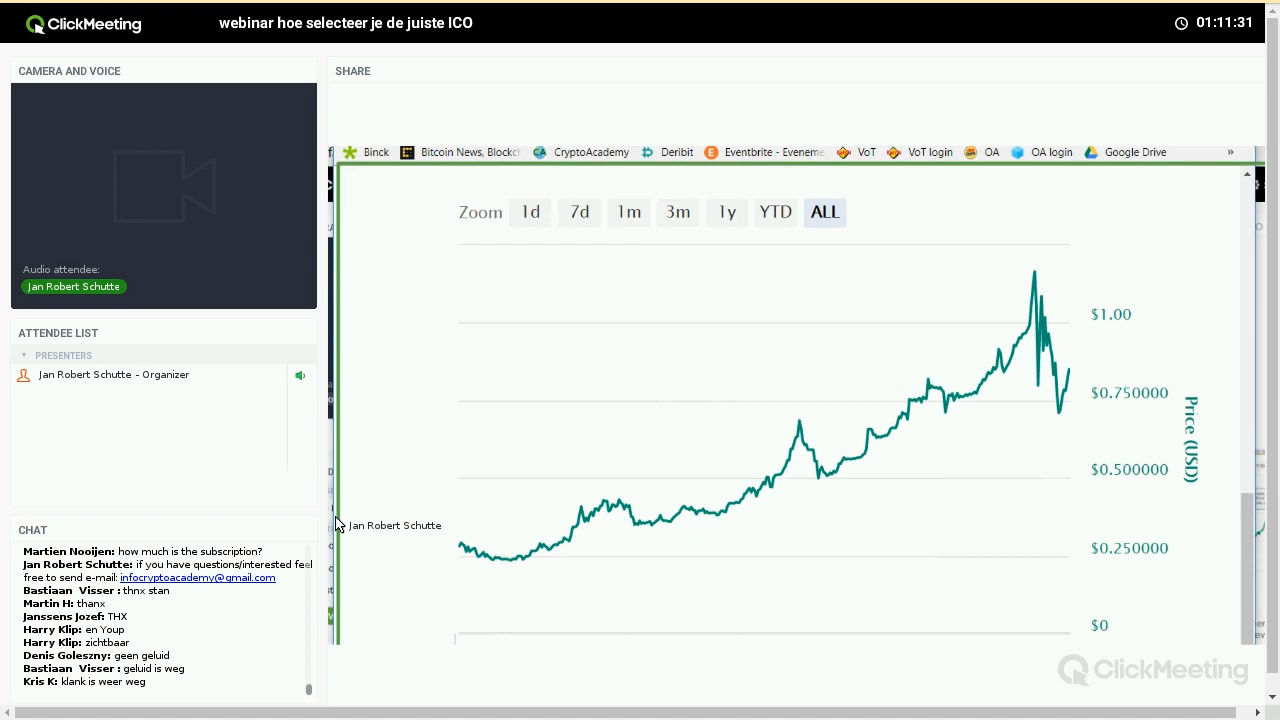 ClickMeeting
webinar hoe selecteer je de juiste ICO
01:11:31
CAMERA AND VOICE
Audio attendee:
Jan Robert Schutte
ATTENDEE LIST
PRESENTERS
Jan Robert Schutte - Organizer
CHAT
Martien Nooijen: how much is the subscription?
Jan Robert Schutte: if you have questions/interested feel
free to send e-mail: infocryptoacademy@gmail.com
Bastiaan Visser : thnx stan
Martin H: thanx
Janssens Jozef: THX
Harry Klip: en Youp
Harry Klip: zichtbaar
Denis Goleszny: geen geluid
Bastiaan Visser : geluid is weg
Kris K: klank is weer weg
SHARE
Binck
Bitcoin News, Blockc
CryptoAcademy
Deribit
Eventbrite - Eveneme
VoT
VoT login
OA
OA login
Google Drive
»
Zoom 1d 7d 1m 3m 1y YTD ALL
$1.00
$0.750000
$0.500000
$0.250000
$0
Price (USD)
Jan Robert Schutte
ClickMeeting